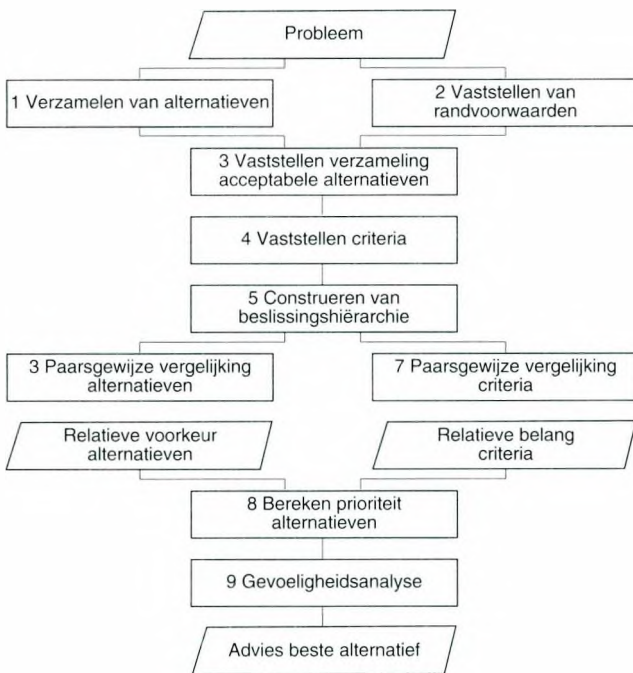 Probleem
1 Verzamelen van alternatieven
2 Vaststellen van
randvoorwaarden
3 Vaststellen verzameling
acceptabele alternatieven
4 Vaststellen criteria
5 Construeren van
beslissingshiërarchie
3 Paarsgewijze vergelijking
alternatieven
7 Paarsgewijze vergelijking
criteria
Relatieve voorkeur
alternatieven
Relatieve belang
criteria
8 Bereken prioriteit
alternatieven
9 Gevoeligheidsanalyse
Advies beste alternatief